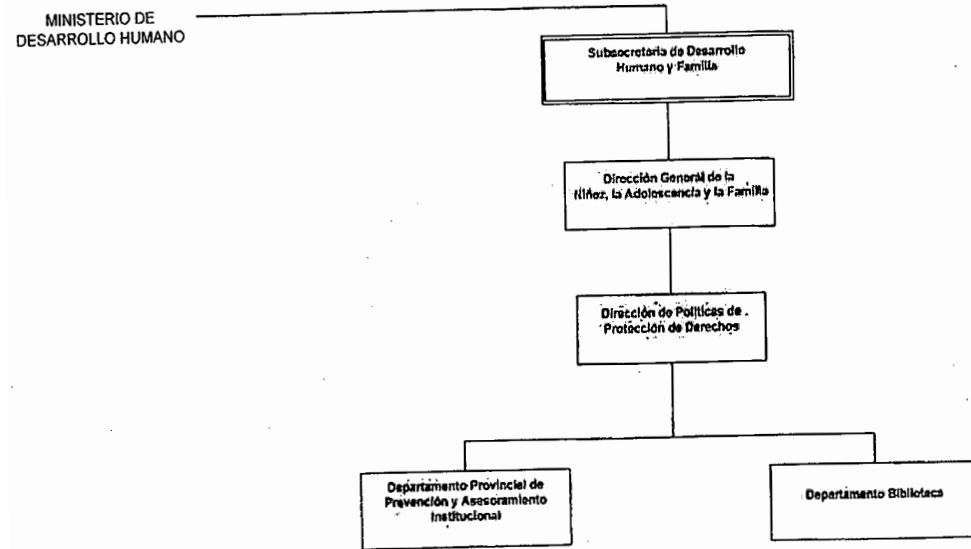 MINISTERIO DE
DESARROLLO HUMANO
Subsecretaria de Desarrollo
Humano y Familia
Dirección General de la
Niñez, la Adolescencia y la Familia
Dirección de Políticas de
Protección de Derechos
Departamento Provincial de
Prevención y Asesoramiento
Institucional
Departamento Biblioteca